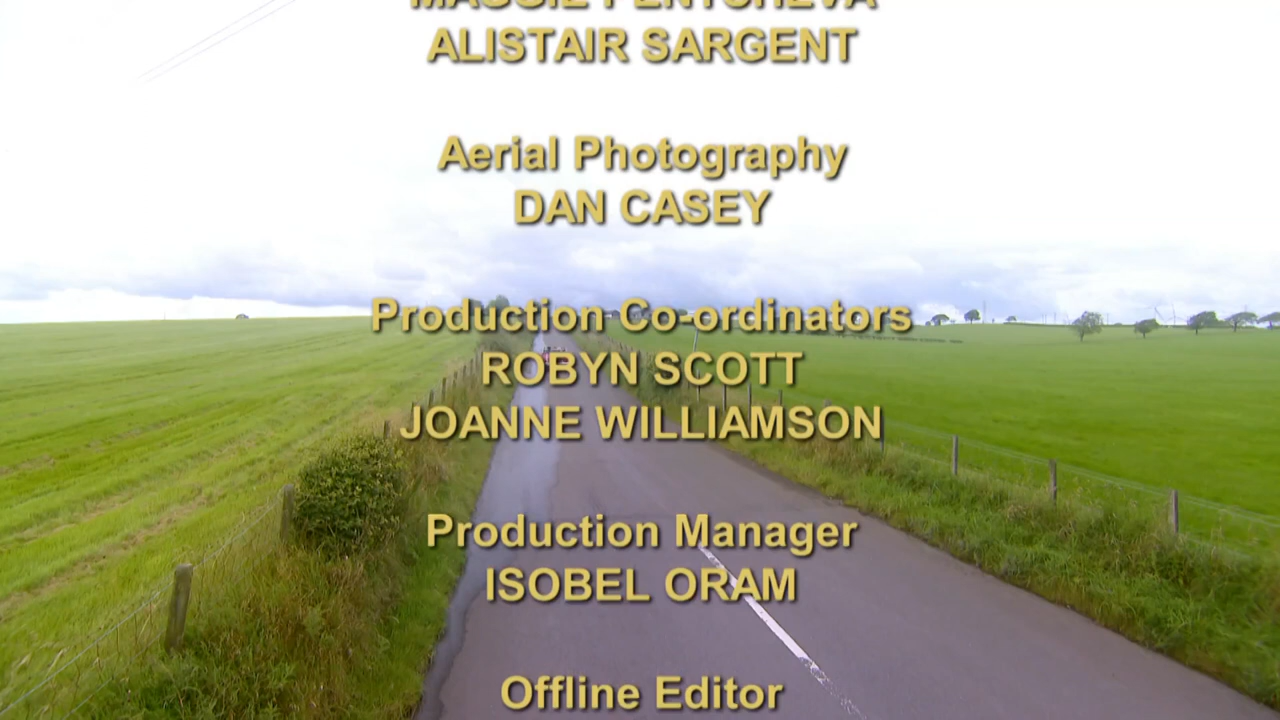 ALISTAIR SARGENT
Aerial Photography
DAN CASEY
Production Co-ordinators
ROBYN SCOTT
JOANNE WILLIAMSON
Production Manager
ISOBEL ORAM
Offline Editor